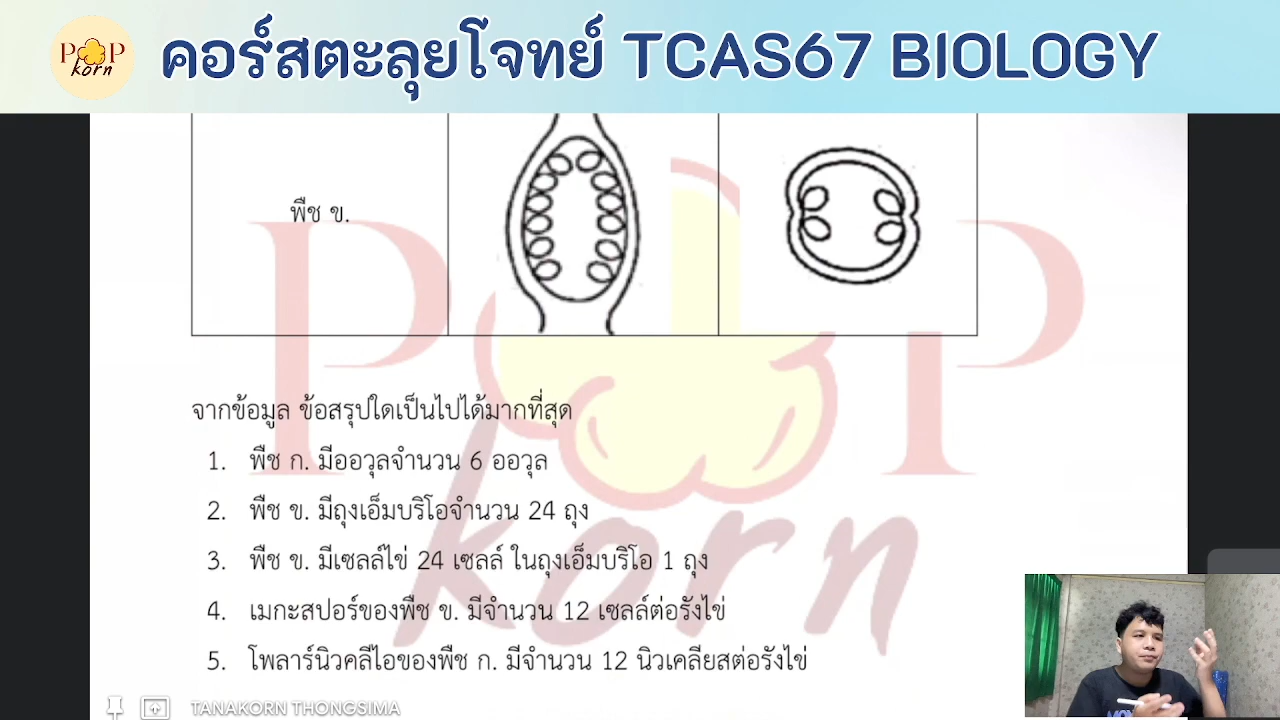 POP
korn
คอร์สตะลุยโจทย์ TCAS67 BIOLOGY
พืช ข.
P P
korn
จากข้อมูล ข้อสรุปใดเป็นไปได้มากที่สุด
1. พืช ก. มีออวุลจำนวน 6 ออวุล
2. พืช ข. มีถุงเอ็มบริโอจำนวน 24 ถุง
3. พืช ข. มีเซลล์ไข่ 24 เซลล์ ในถุงเอ็มบริโอ 1 ถุง
4. เมกะสปอร์ของพืช ข. มีจำนวน 12 เซลล์ต่อรังไข่
5. โพลาร์นิวคลีไอของพืช ก. มีจำนวน 12 นิวเคลียสต่อรังไข่
TANAKORN THONGSIMA